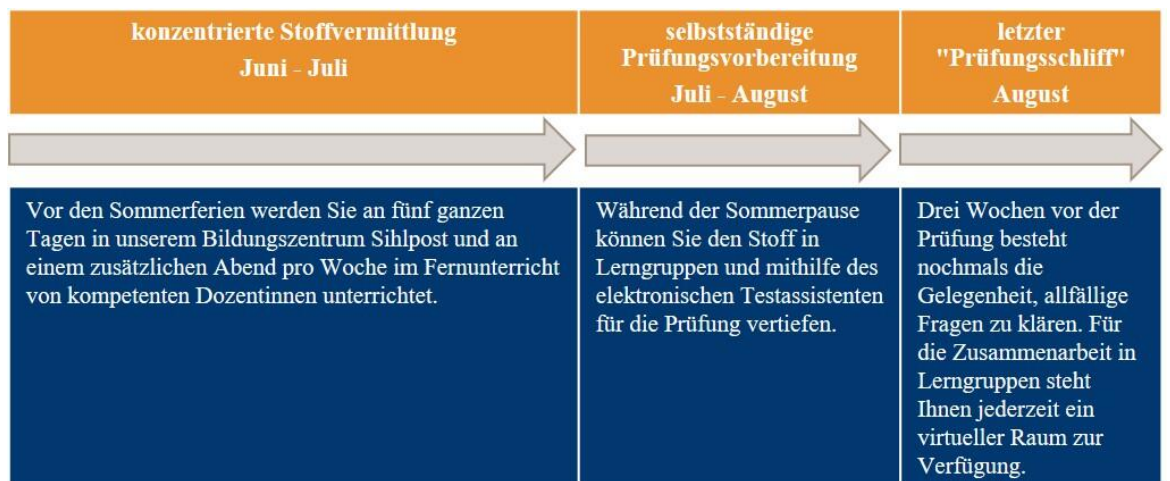 konzentrierte Stoffvermittlung
Juni - Juli
selbstständige
Prüfungsvorbereitung
Juli - August
letzter
"Prüfungsschliff"
August
Vor den Sommerferien werden Sie an fünf ganzen
Tagen in unserem Bildungszentrum Sihlpost und an
einem zusätzlichen Abend pro Woche im Fernunterricht
von kompetenten Dozentinnen unterrichtet.
Während der Sommerpause
können Sie den Stoff in
Lerngruppen und mithilfe des
elektronischen Testassistenten
für die Prüfung vertiefen.
Drei Wochen vor der
Prüfung besteht
nochmals die
Gelegenheit, allfällige
Fragen zu klären. Für
die Zusammenarbeit in
Lerngruppen steht
Ihnen jederzeit ein
virtueller Raum zur
Verfügung.